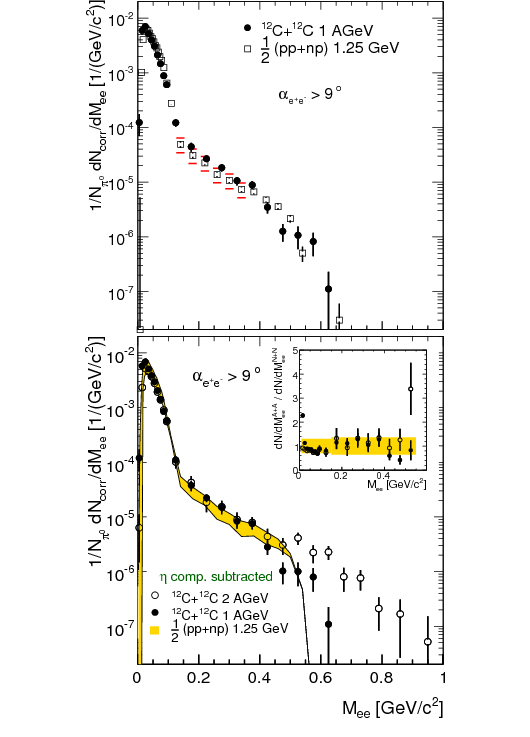 10⁻²
10⁻³
10⁻⁴
10⁻⁵
10⁻⁶
10⁻⁷
1/N_π⁰ dN_corr/dM_ee [1/(GeV/c²)]
¹²C+¹²C 1 AGeV
1/2 (pp+np) 1.25 GeV
α_e⁺e⁻ > 9°
10⁻²
10⁻³
10⁻⁴
10⁻⁵
10⁻⁶
10⁻⁷
1/N_π⁰ dN_corr/dM_ee [1/(GeV/c²)]
α_e⁺e⁻ > 9°
5
4
3
2
1
0
dN/dM_ee^A+A / dN/dM_ee^N+N
0 0.2 0.4
M_ee [GeV/c²]
η comp. subtracted
¹²C+¹²C 2 AGeV
¹²C+¹²C 1 AGeV
1/2 (pp+np) 1.25 GeV
0 0.2 0.4 0.6 0.8 1
M_ee [GeV/c²]